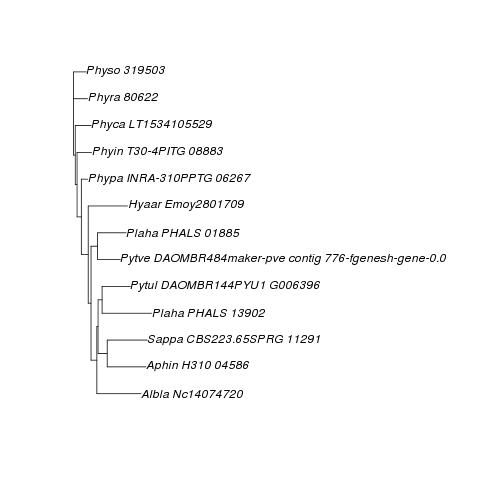 Physo 319503
Phyra 80622
Phyca LT1534105529
Phyin T30-4PITG 08883
Phypa INRA-310PPTG 06267
Hyaar Emoy2801709
Plaha PHALS 01885
Pytve DAOMBR484maker-pve contig 776-fgenesh-gene-0.0
Pytul DAOMBR144PYU1 G006396
Plaha PHALS 13902
Sappa CBS223.65SPRG 11291
Aphin H310 04586
Albla Nc14074720